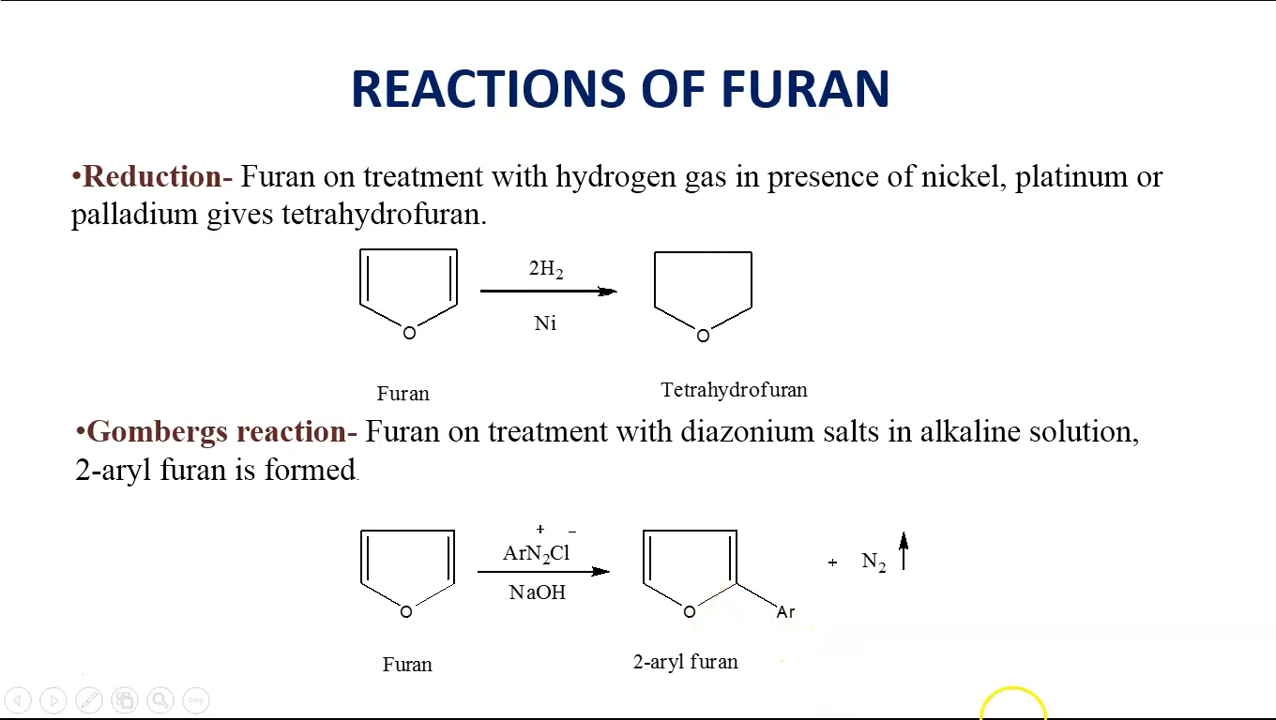 REACTIONS OF FURAN
•Reduction- Furan on treatment with hydrogen gas in presence of nickel, platinum or
palladium gives tetrahydrofuran.
2H₂
Ni
O
O
Furan
Tetrahydrofuran
•Gombergs reaction- Furan on treatment with diazonium salts in alkaline solution,
2-aryl furan is formed.
+ −
ArN₂Cl
NaOH
+ N₂
O
O
Ar
Furan
2-aryl furan